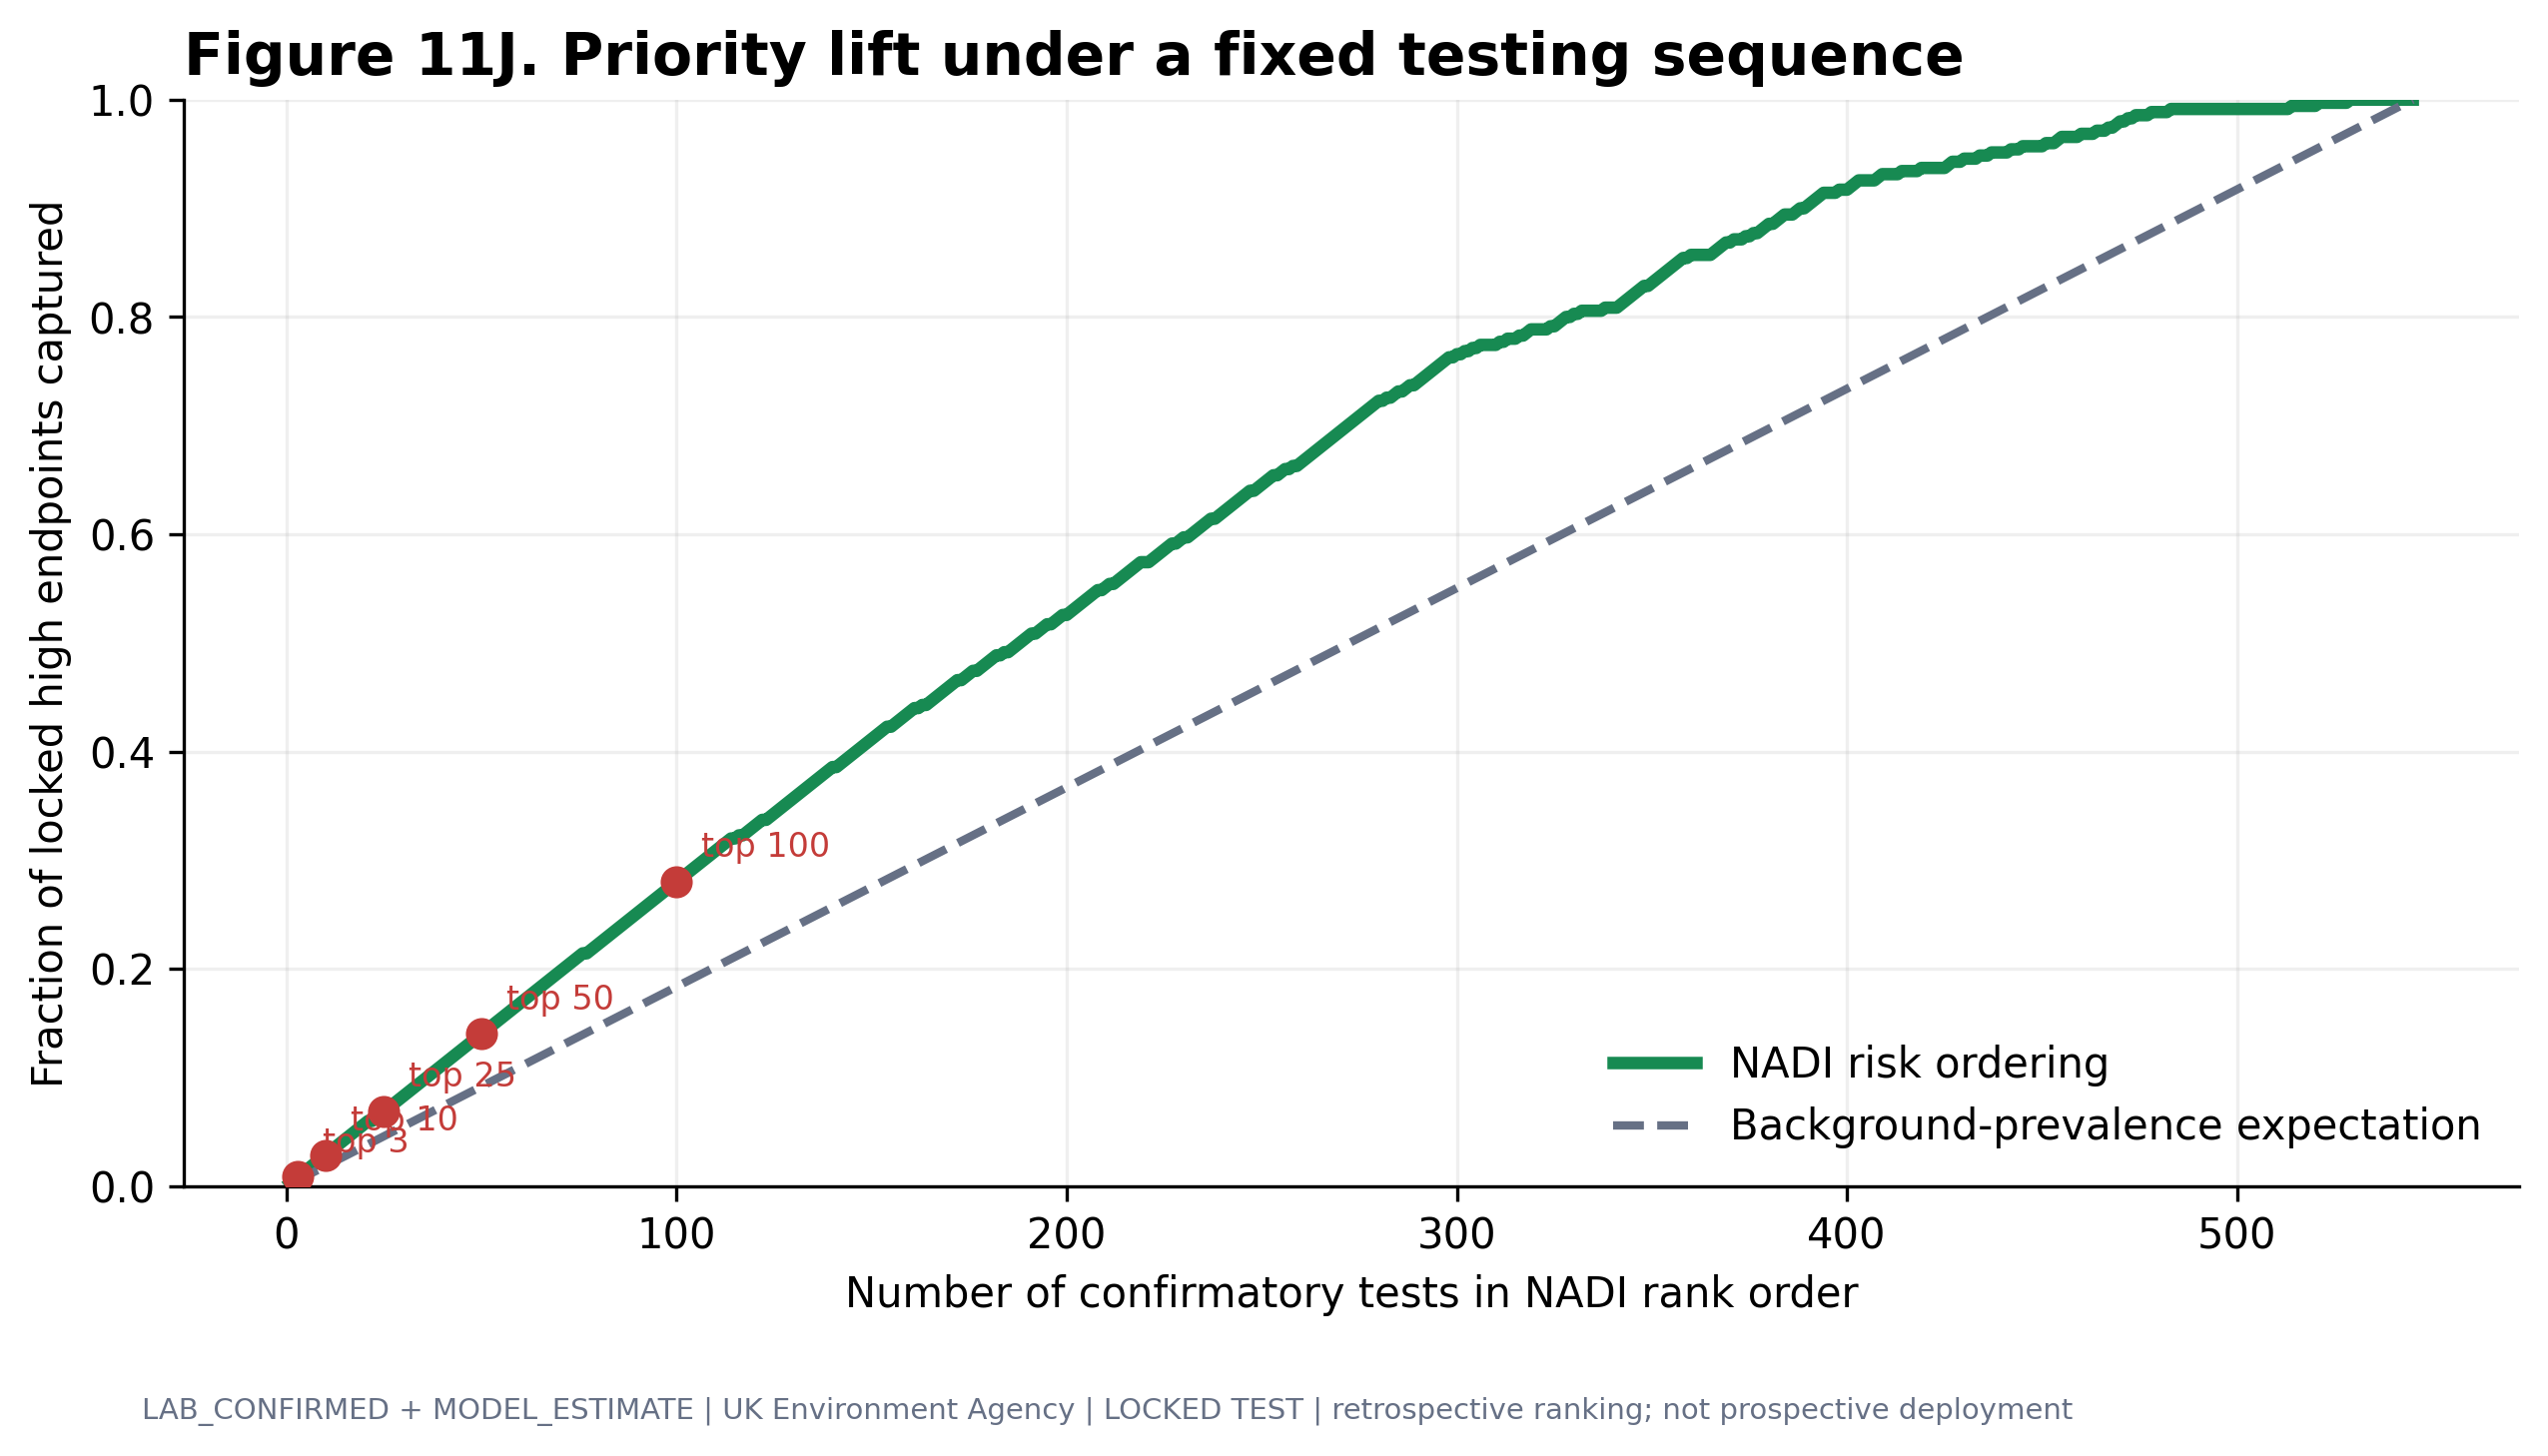 Figure 11J. Priority lift under a fixed testing sequence
Fraction of locked high endpoints captured
1.0
0.8
0.6
0.4
0.2
0.0
top 100
top 50
top 25
top 10
top 3
NADI risk ordering
Background-prevalence expectation
0 100 200 300 400 500
Number of confirmatory tests in NADI rank order
LAB_CONFIRMED + MODEL_ESTIMATE | UK Environment Agency | LOCKED TEST | retrospective ranking; not prospective deployment